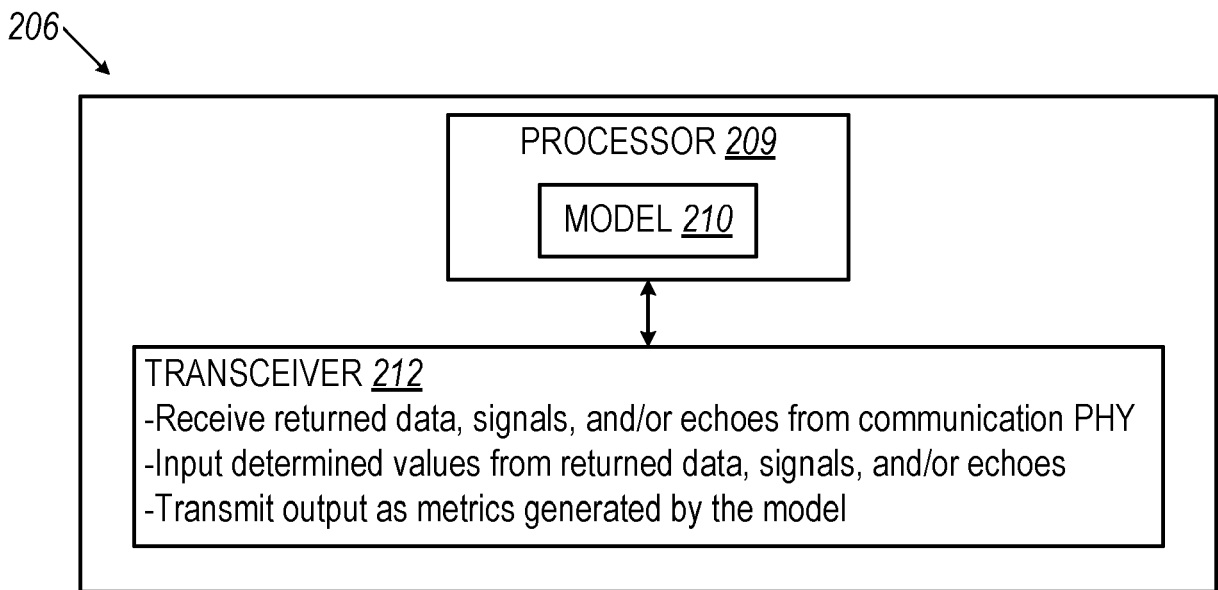 206
PROCESSOR 209
MODEL 210
TRANSCEIVER 212
-Receive returned data, signals, and/or echoes from communication PHY
-Input determined values from returned data, signals, and/or echoes
-Transmit output as metrics generated by the model